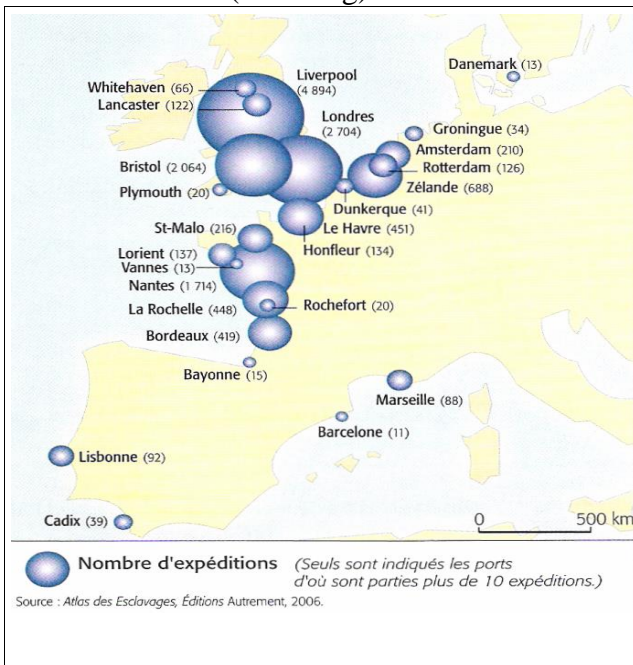 Danemark (13)
Liverpool
(4 894)
Whitehaven (66)
Lancaster (122)
Londres
(2 704)
Groningue (34)
Amsterdam (210)
Bristol (2 064)
Rotterdam (126)
Plymouth (20)
Zélande (688)
Dunkerque (41)
St-Malo (216)
Le Havre (451)
Lorient (137)
Honfleur (134)
Vannes (13)
Nantes (1 714)
La Rochelle (448)
Rochefort (20)
Bordeaux (419)
Bayonne (15)
Marseille (88)
Barcelone (11)
Lisbonne (92)
Cadix (39)
0 500 km
Nombre d'expéditions (Seuls sont indiqués les ports
d'où sont parties plus de 10 expéditions.)
Source : Atlas des Esclavages, Éditions Autrement, 2006.